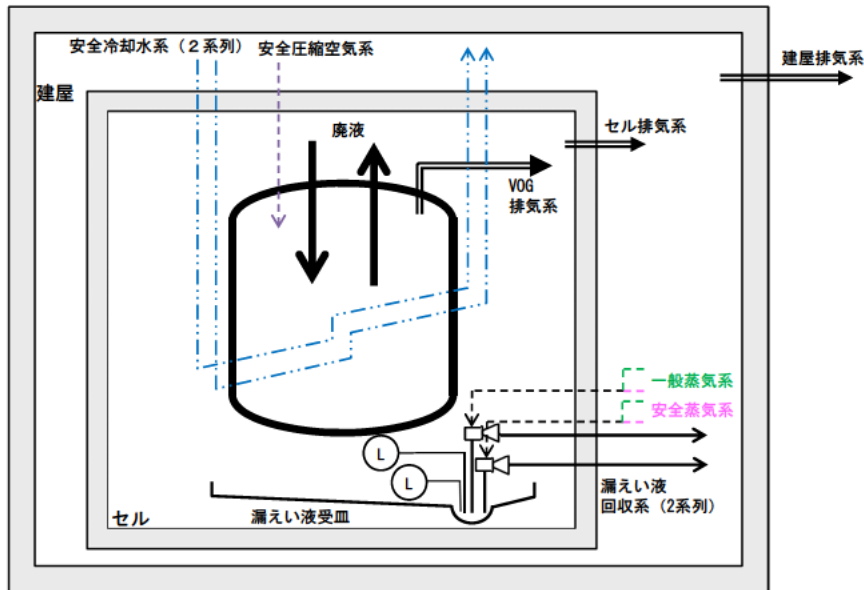 安全冷却水系(2系列)
安全圧縮空気系
建屋排気系
建屋
セル排気系
廃液
VOG
排気系
一般蒸気系
安全蒸気系
L
L
漏えい液
回収系(2系列)
セル
漏えい液受皿